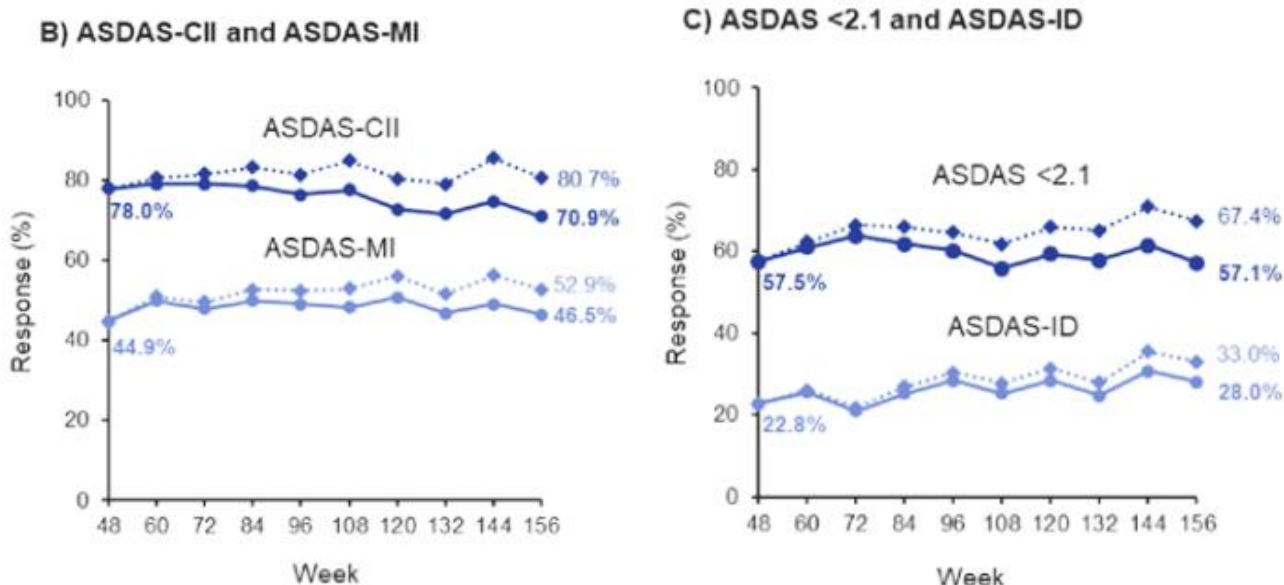 B) ASDAS-CII and ASDAS-MI
100
80
60
40
20
0
Response (%)
ASDAS-CII
80.7%
78.0%
70.9%
ASDAS-MI
52.9%
46.5%
44.9%
48 60 72 84 96 108 120 132 144 156
Week
C) ASDAS <2.1 and ASDAS-ID
100
80
60
40
20
0
Response (%)
ASDAS <2.1
67.4%
57.5%
57.1%
ASDAS-ID
33.0%
28.0%
22.8%
48 60 72 84 96 108 120 132 144 156
Week